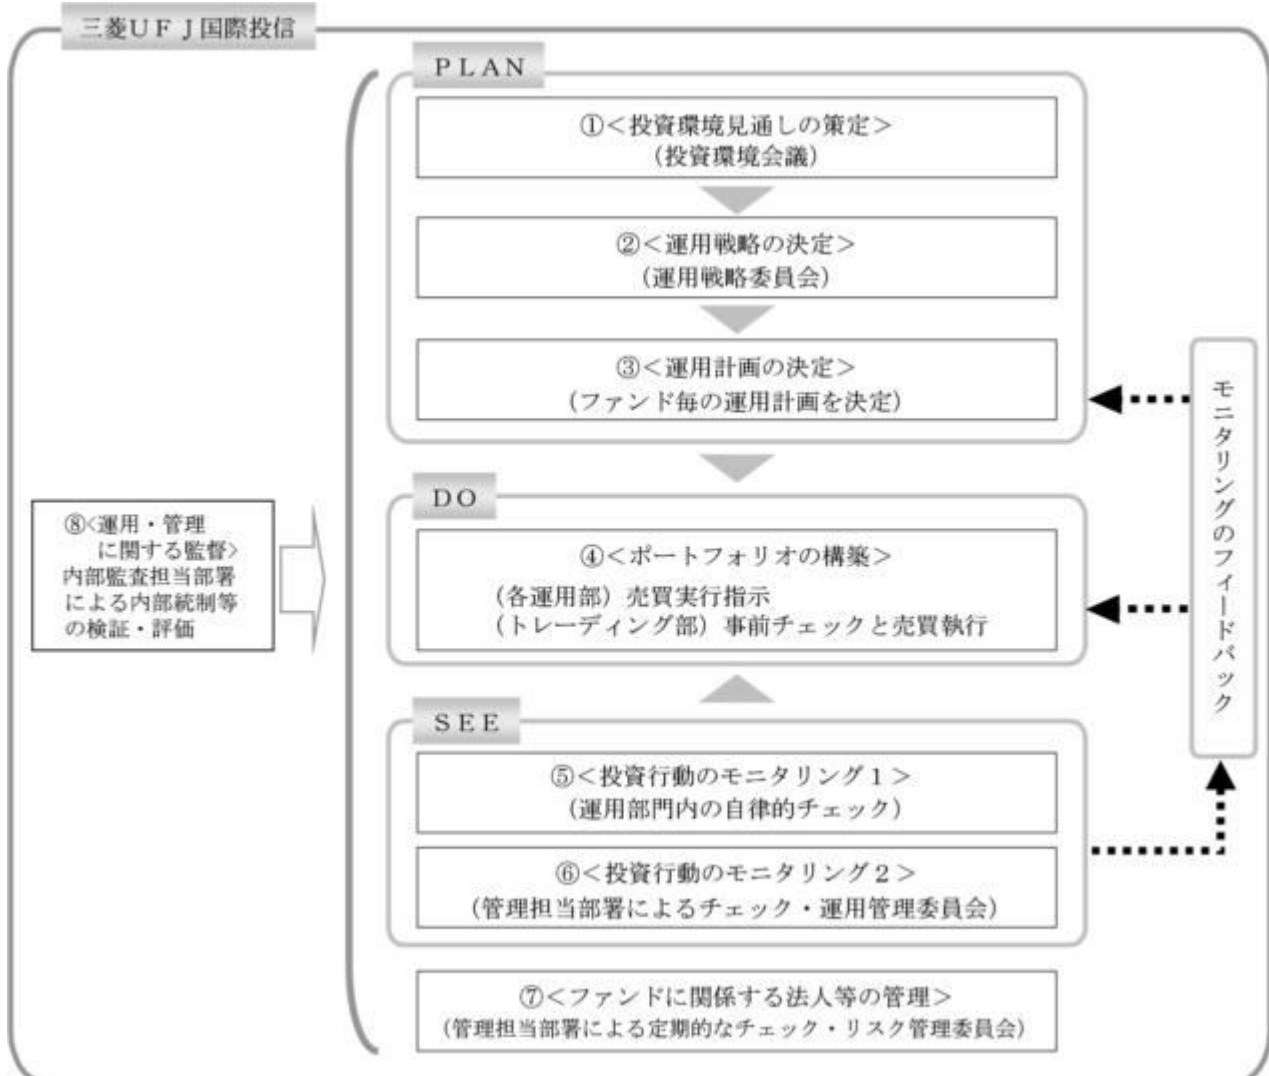 三菱ＵＦＪ国際投信
ＰＬＡＮ
①＜投資環境見通しの策定＞
（投資環境会議）
②＜運用戦略の決定＞
（運用戦略委員会）
③＜運用計画の決定＞
（ファンド毎の運用計画を決定）
ＤＯ
④＜ポートフォリオの構築＞
（各運用部）売買実行指示
（トレーディング部）事前チェックと売買執行
ＳＥＥ
⑤＜投資行動のモニタリング１＞
（運用部門内の自律的チェック）
⑥＜投資行動のモニタリング２＞
（管理担当部署によるチェック・運用管理委員会）
⑦＜ファンドに関係する法人等の管理＞
（管理担当部署による定期的なチェック・リスク管理委員会）
⑧<運用・管理
に関する監督>
内部監査担当部署
による内部統制等
の検証・評価
モニタリングのフィードバック